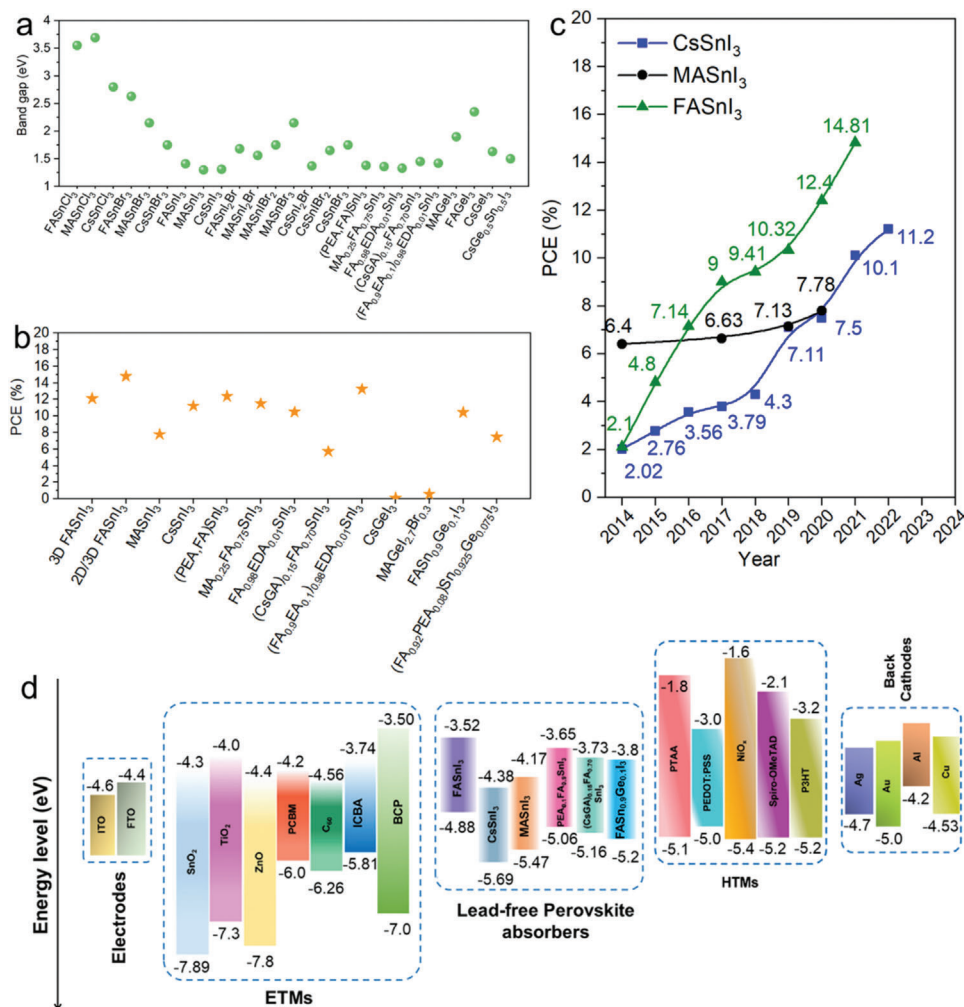 a
Band gap (eV)
4
3.5
3
2.5
2
1.5
1
FASnCl₃
MASnCl₃
CsSnCl₃
FASnBr₃
MASnBr₃
CsSnBr₃
FASnI₃
MASnI₃
CsSnI₃
FASnI₂Br
MASnI₂Br
MASnIBr₂
MASnBr₃
CsSnI₂Br
CsSnIBr₂
CsSnBr₃
(PEA,FA)SnI₃
MA₀.₂₅FA₀.₇₅SnI₃
FA₀.₉₈EDA₀.₀₁SnI₃
(CsGA)₀.₁₅FA₀.₇₀SnI₃
(FA₀.₉EA₀.₁)₀.₉₈EDA₀.₀₁SnI₃
MAGeI₃
FAGeI₃
CsGeI₃
CsGe₀.₅Sn₀.₅I₃
b
PCE (%)
20
18
16
14
12
10
8
6
4
2
0
3D FASnI₃
2D/3D FASnI₃
MASnI₃
CsSnI₃
(PEA,FA)SnI₃
MA₀.₂₅FA₀.₇₅SnI₃
FA₀.₉₈EDA₀.₀₁SnI₃
(CsGA)₀.₁₅FA₀.₇₀SnI₃
(FA₀.₉EA₀.₁)₀.₉₈EDA₀.₀₁SnI₃
CsGeI₃
MAGeI₂.₇Br₀.₃
FASn₀.₉Ge₀.₁I₃
(FA₀.₉₂PEA₀.₀₈)Sn₀.₉₂₅Ge₀.₀₇₅I₃
c
PCE (%)
16
14
12
10
8
6
4
2
0
CsSnI₃
MASnI₃
FASnI₃
2.1
4.8
7.14
9
9.41
10.32
12.4
14.81
6.4
6.63
7.13
7.78
2.02
2.76
3.56
3.79
4.3
7.11
7.5
10.1
11.2
2014
2015
2016
2017
2018
2019
2020
2021
2022
2023
2024
Year
d
Energy level (eV)
-4.6
ITO
-4.4
FTO
Electrodes
-4.3
SnO₂
-7.89
-4.0
TiO₂
-7.3
-4.4
ZnO
-7.8
-4.2
PCBM
-6.0
-4.56
C₆₀
-6.26
-3.74
ICBA
-5.81
-3.50
BCP
-7.0
ETMs
-3.52
FASnI₃
-4.88
-4.38
CsSnI₃
-5.69
-4.17
MASnI₃
-5.47
-3.65
-5.06
-3.73
(CsGA)₀.₁₅FA₀.₇₀
SnI₃
-5.16
-3.8
FASn₀.₉Ge₀.₁I₃
-5.2
Lead-free Perovskite
absorbers
-1.8
PTAA
-5.1
-3.0
PEDOT:PSS
-5.0
-1.6
NiOₓ
-5.4
-2.1
Spiro-OMeTAD
-5.2
-3.2
P3HT
-5.2
HTMs
Back
Cathodes
Ag
-4.7
Au
-5.0
Al
-4.2
Cu
-4.53